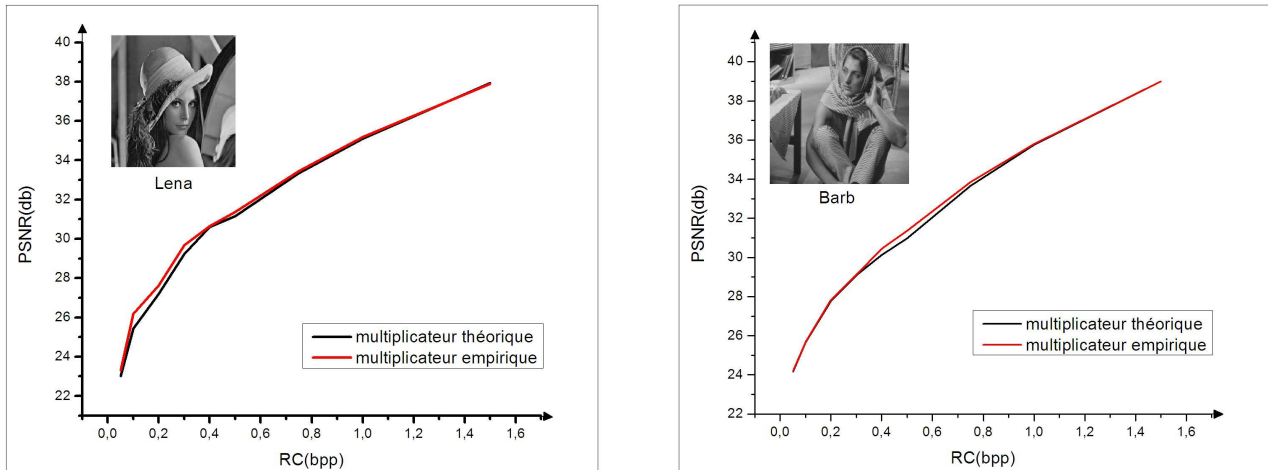 40
38
36
34
32
30
28
26
24
22
PSNR(db)
Lena
multiplicateur théorique
multiplicateur empirique
0,0 0,2 0,4 0,6 0,8 1,0 1,2 1,4 1,6
RC(bpp)
40
38
36
34
32
30
28
26
24
22
PSNR(db)
Barb
multiplicateur théorique
multiplicateur empirique
0,0 0,2 0,4 0,6 0,8 1,0 1,2 1,4 1,6
RC(bpp)